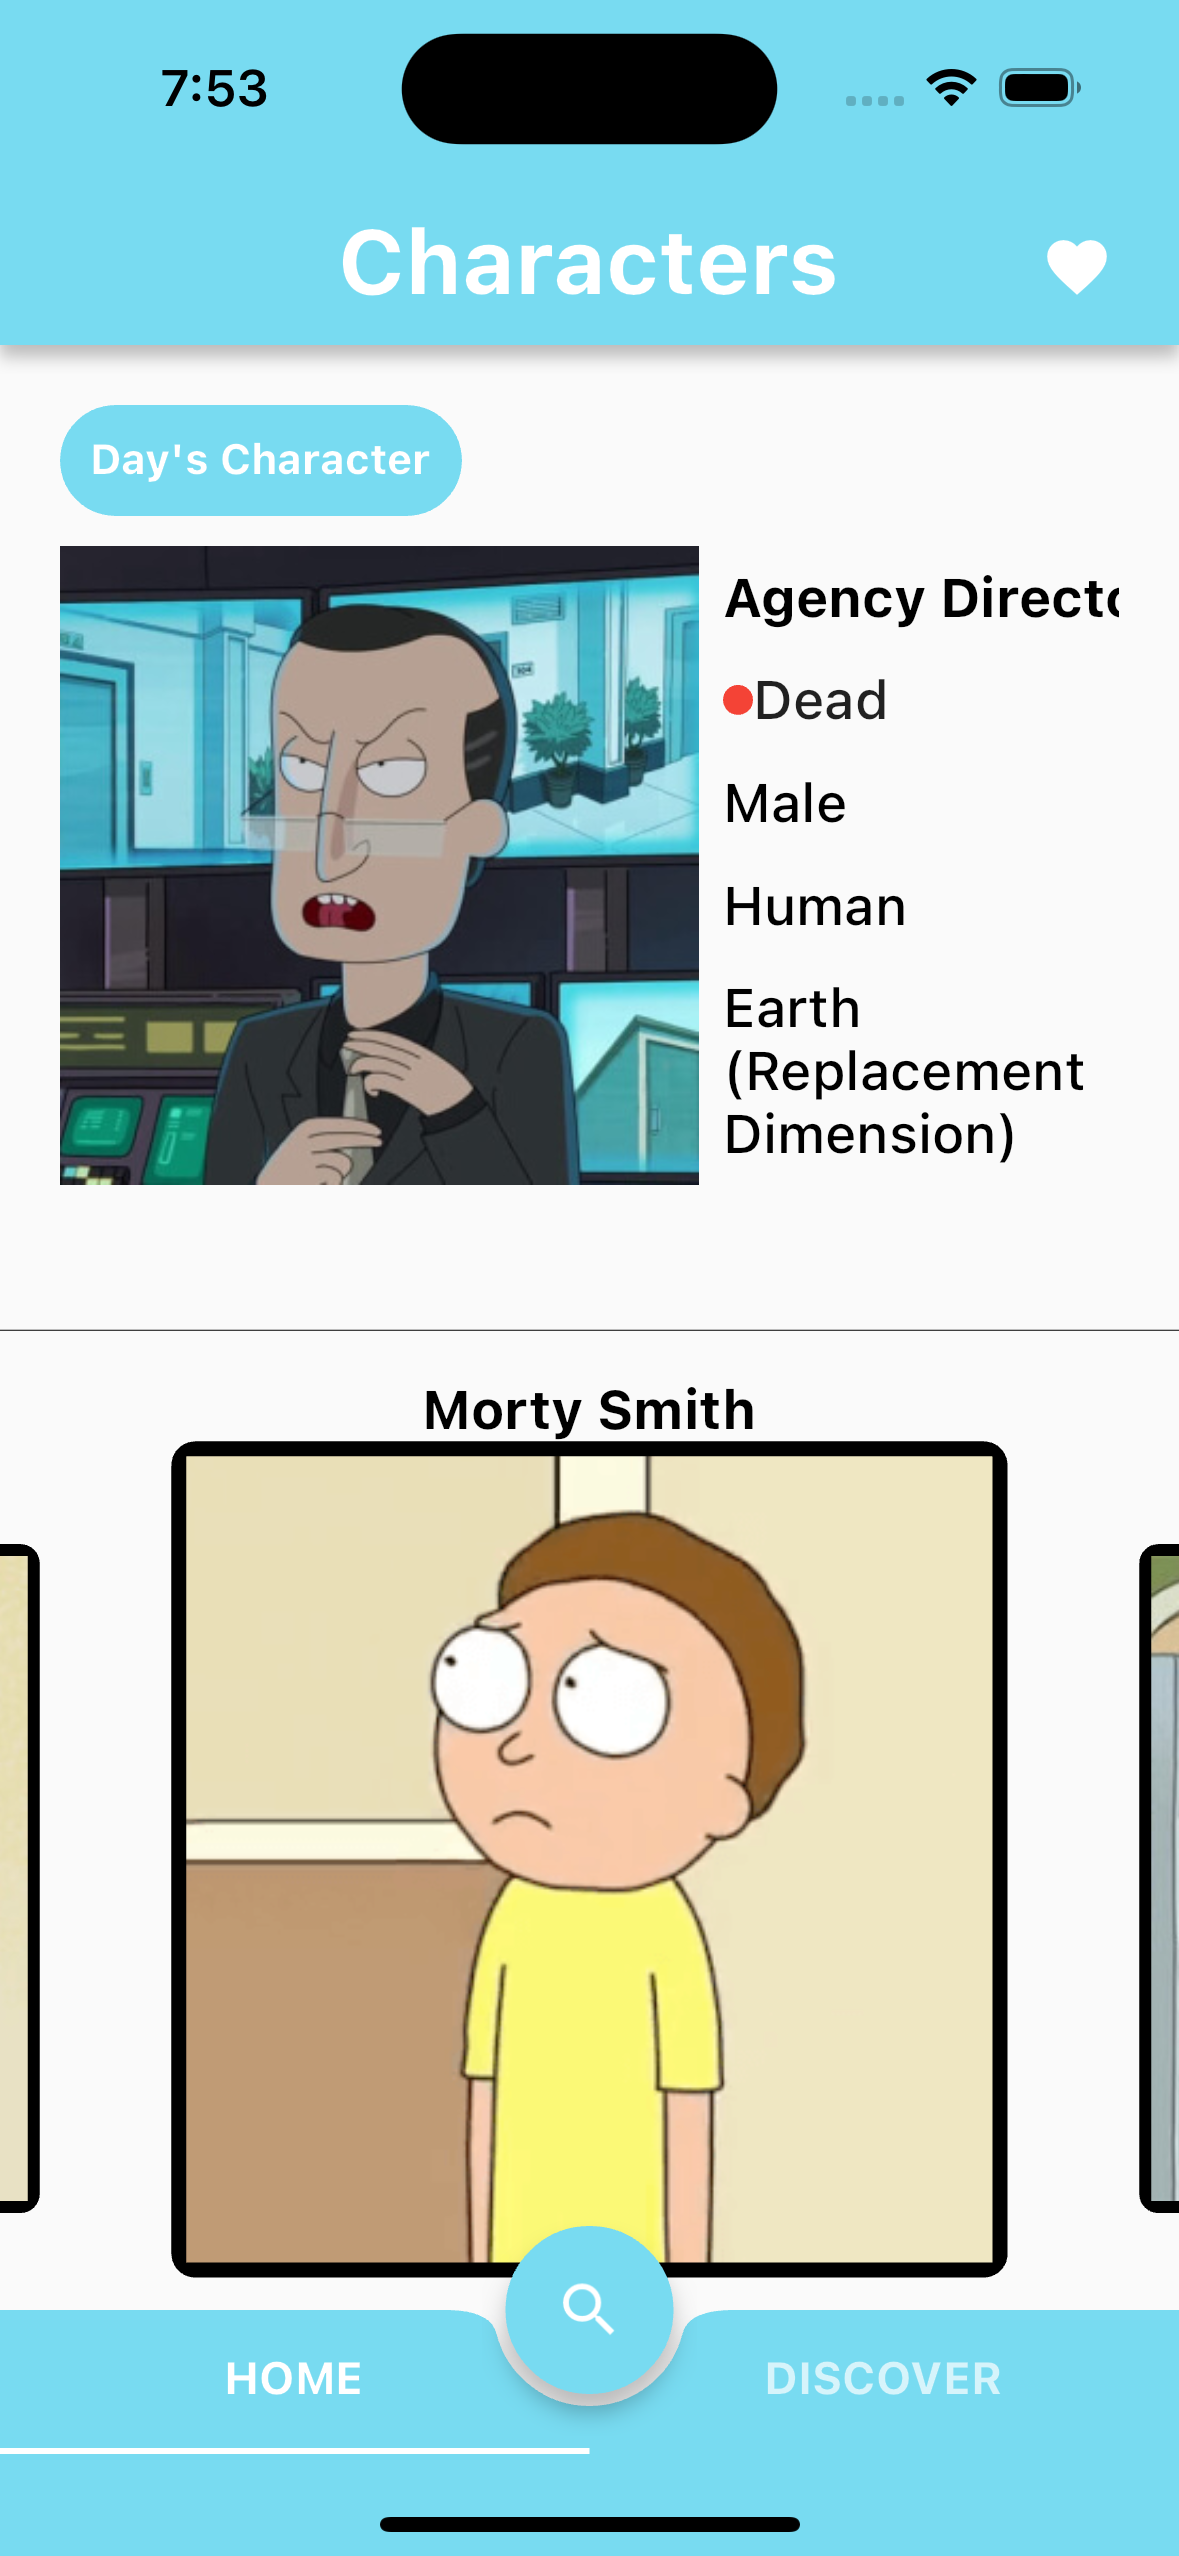 7:53
Characters
Day's Character
Agency Directo
Dead
Male
Human
Earth
(Replacement
Dimension)
Morty Smith
HOME
DISCOVER